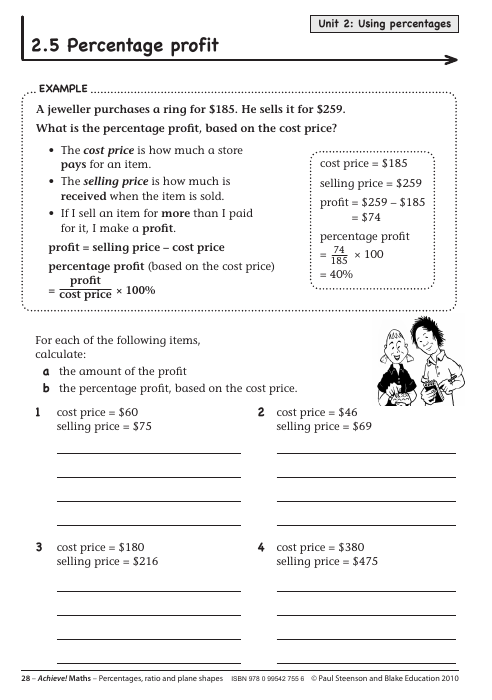 Unit 2: Using percentages
2.5 Percentage profit
EXAMPLE
A jeweller purchases a ring for $185. He sells it for $259.
What is the percentage profit, based on the cost price?
• The cost price is how much a store
pays for an item.
• The selling price is how much is
received when the item is sold.
• If I sell an item for more than I paid
for it, I make a profit.
profit = selling price – cost price
percentage profit (based on the cost price)
= profit/cost price × 100%
cost price = $185
selling price = $259
profit = $259 – $185
= $74
percentage profit
= 74/185 × 100
= 40%
For each of the following items,
calculate:
a the amount of the profit
b the percentage profit, based on the cost price.
1 cost price = $60
selling price = $75
2 cost price = $46
selling price = $69
3 cost price = $180
selling price = $216
4 cost price = $380
selling price = $475
28 – Achieve! Maths – Percentages, ratio and plane shapes ISBN 978 0 99542 755 6 © Paul Steenson and Blake Education 2010